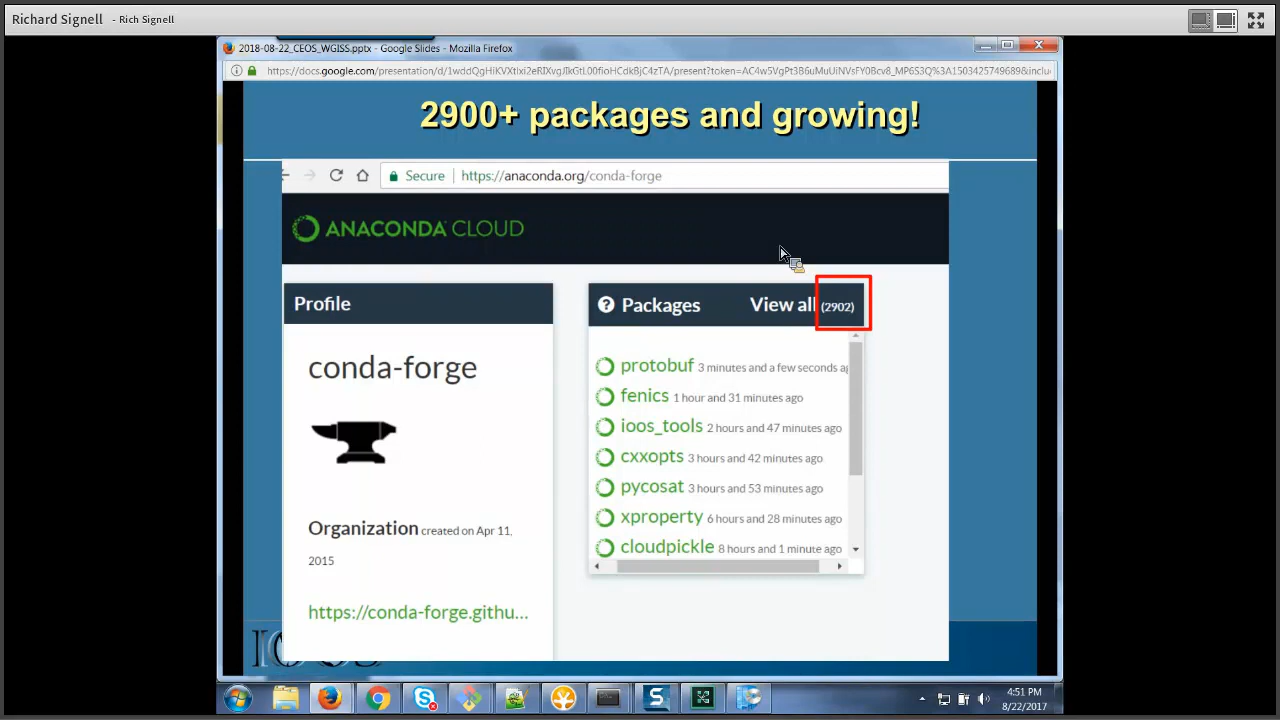 Richard Signell - Rich Signell
2018-08-22_CEOS_WGISS.pptx - Google Slides - Mozilla Firefox
2900+ packages and growing!
Secure https://anaconda.org/conda-forge
ANACONDA CLOUD
Profile
conda-forge
Organization created on Apr 11,
2015
https://conda-forge.githu...
Packages View all (2902)
protobuf 3 minutes and a few seconds ag
fenics 1 hour and 31 minutes ago
ioos_tools 2 hours and 47 minutes ago
cxxopts 3 hours and 42 minutes ago
pycosat 3 hours and 53 minutes ago
xproperty 6 hours and 28 minutes ago
cloudpickle 8 hours and 1 minute ago
4:51 PM
8/22/2017